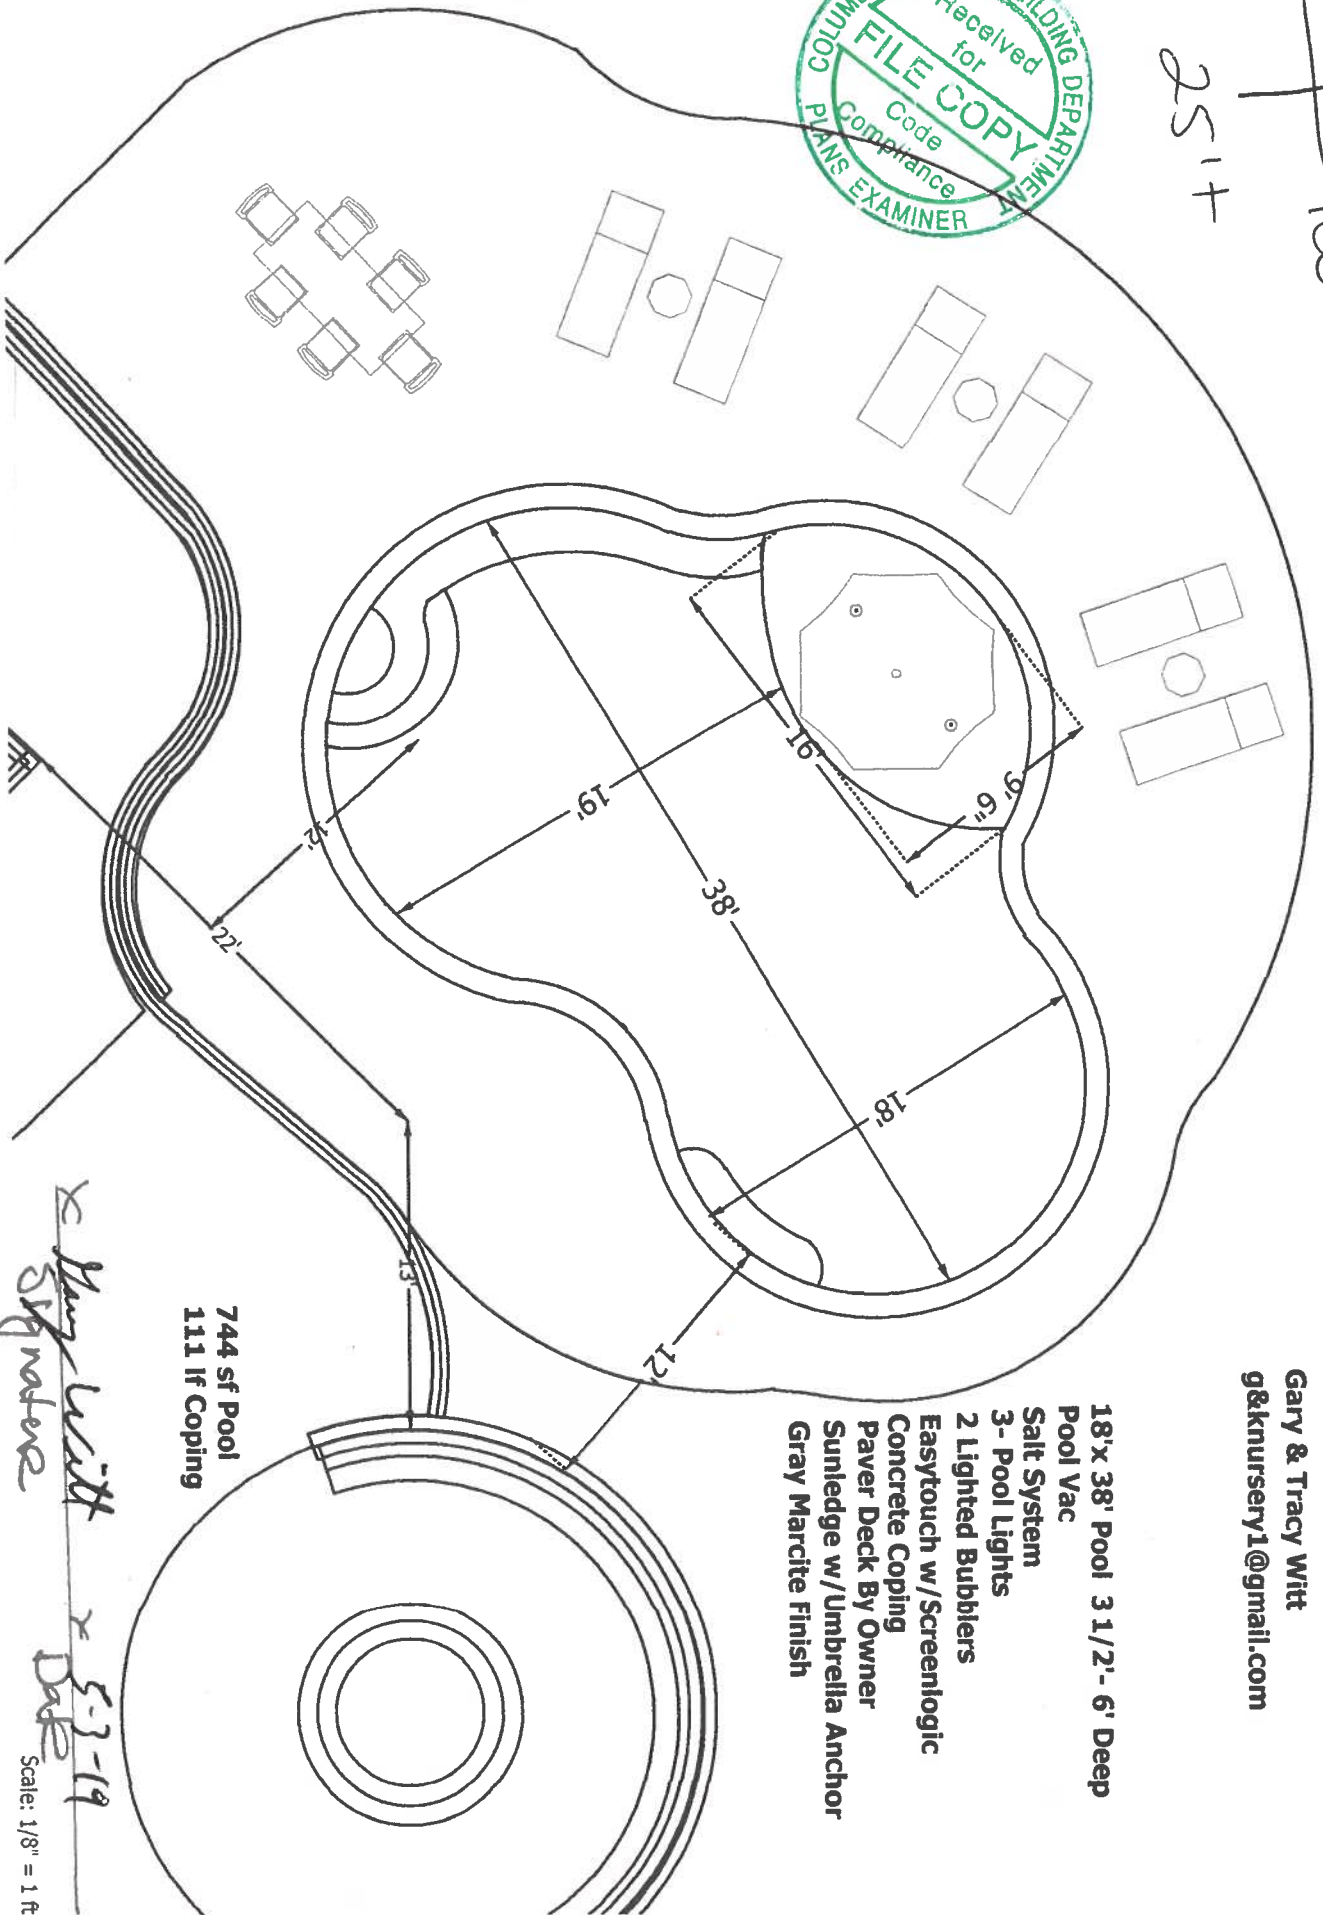 Gary & Tracy Witt
g&knursery1@gmail.com
18'x 38' Pool 3 1/2'- 6' Deep
Pool Vac
Salt System
3- Pool Lights
2 Lighted Bubblers
Easytouch w/Screenlogic
Concrete Coping
Paver Deck By Owner
Sunledge w/Umbrella Anchor
Gray Marcite Finish
25'+
BUILDING DEPARTMENT
Received
for
FILE COPY
Code
Compliance
PLANS EXAMINER
16'
9' 6"
19'
38'
18'
12'
22'
13'
12'
744 sf Pool
111 lf Coping
x Gary Witt x 5-3-19
Signature Date
Scale: 1/8" = 1 ft